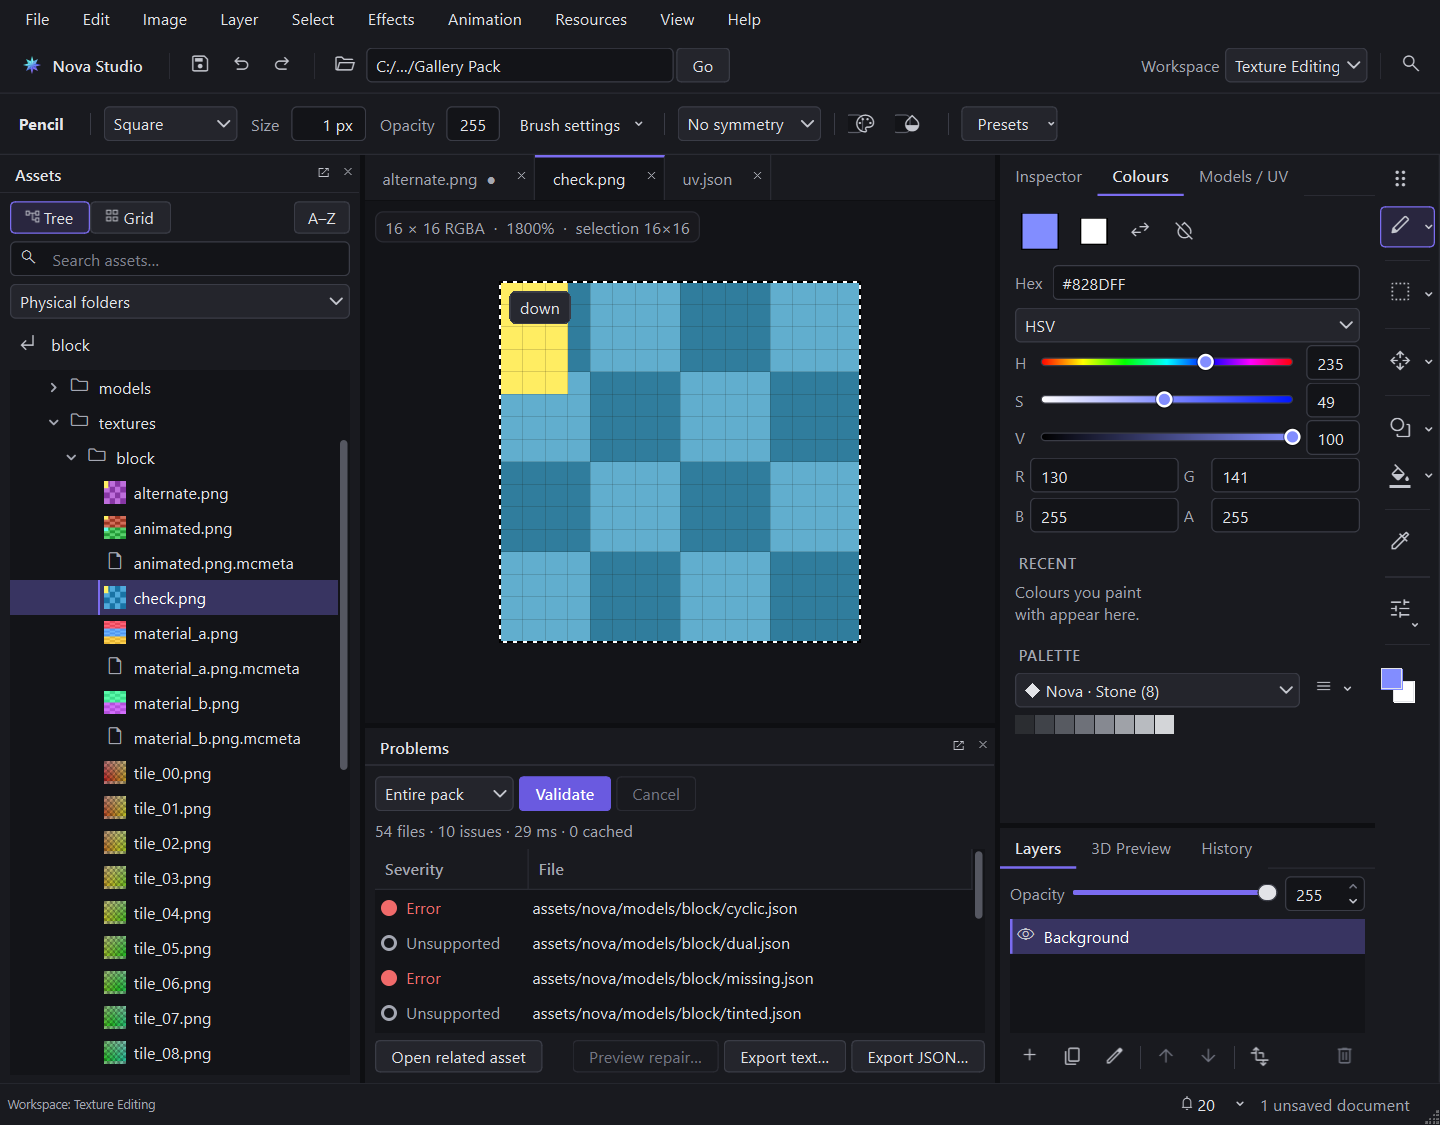 File Edit Image Layer Select Effects Animation Resources View Help
Nova Studio C:/.../Gallery Pack Go Workspace Texture Editing
Pencil Square Size 1 px Opacity 255 Brush settings No symmetry Presets
Assets
Tree Grid A–Z
Search assets...
Physical folders
block
models
textures
block
alternate.png
animated.png
animated.png.mcmeta
check.png
material_a.png
material_a.png.mcmeta
material_b.png
material_b.png.mcmeta
tile_00.png
tile_01.png
tile_02.png
tile_03.png
tile_04.png
tile_05.png
tile_06.png
tile_07.png
tile_08.png
alternate.png check.png uv.json
16 × 16 RGBA · 1800% · selection 16×16
down
Problems
Entire pack Validate Cancel
54 files · 10 issues · 29 ms · 0 cached
Severity File
Error assets/nova/models/block/cyclic.json
Unsupported assets/nova/models/block/dual.json
Error assets/nova/models/block/missing.json
Unsupported assets/nova/models/block/tinted.json
Open related asset Preview repair... Export text... Export JSON...
Inspector Colours Models / UV
Hex #828DFF
HSV
H 235
S 49
V 100
R 130 G 141
B 255 A 255
RECENT
Colours you paint
with appear here.
PALETTE
Nova · Stone (8)
Layers 3D Preview History
Opacity 255
Background
Workspace: Texture Editing 20 1 unsaved document